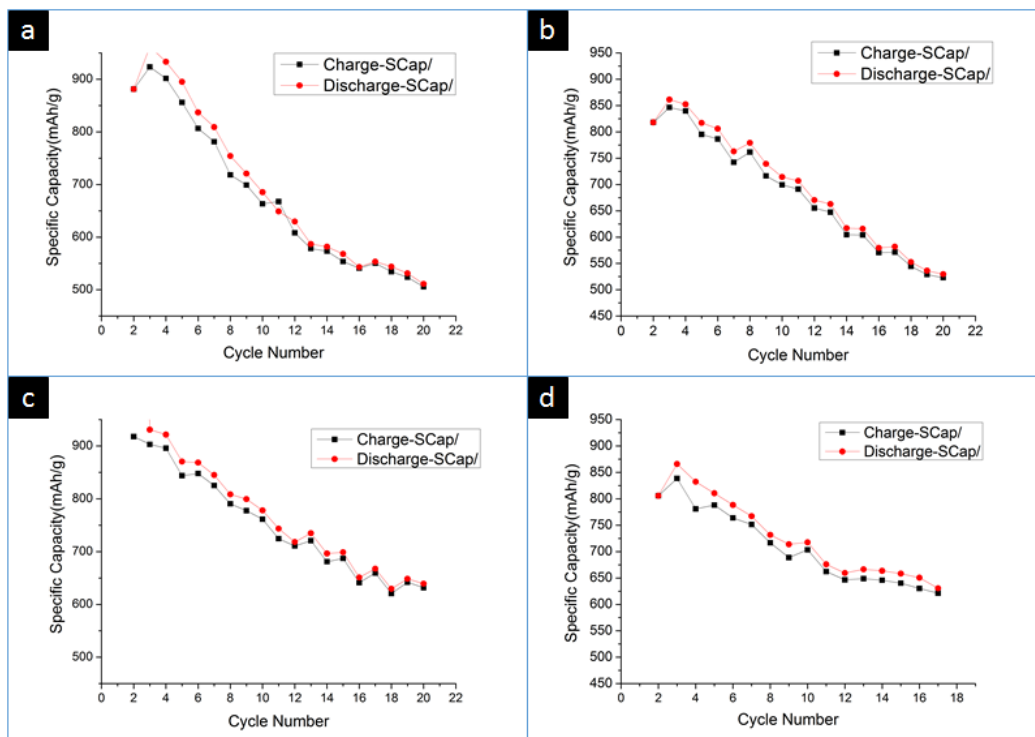 a
Charge-SCap/
Discharge-SCap/
Specific Capacity(mAh/g)
900
800
700
600
500
0 2 4 6 8 10 12 14 16 18 20 22
Cycle Number
b
Charge-SCap/
Discharge-SCap/
Specific Capacity(mAh/g)
950
900
850
800
750
700
650
600
550
500
450
0 2 4 6 8 10 12 14 16 18 20 22
Cycle Number
c
Charge-SCap/
Discharge-SCap/
Specific Capacity(mAh/g)
900
800
700
600
500
0 2 4 6 8 10 12 14 16 18 20 22
Cycle Number
d
Charge-SCap/
Discharge-SCap/
Specific Capacity(mAh/g)
950
900
850
800
750
700
650
600
550
500
450
0 2 4 6 8 10 12 14 16 18
Cycle Number